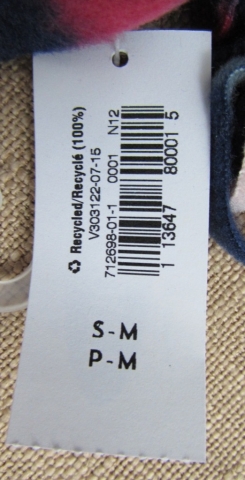 ♻ Recycled/Recyclé (100%)
V303122-07-15
712698-01-1 0001 N12
1 13647 80001 5
S-M
P-M